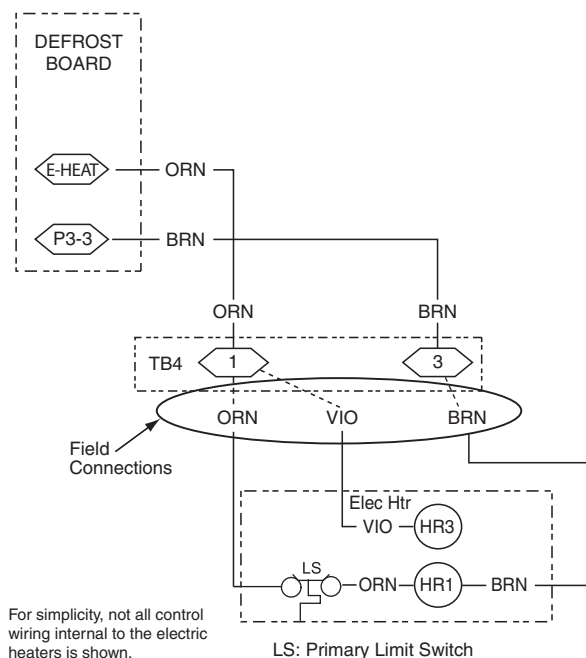 DEFROST
BOARD
E-HEAT
ORN
P3-3
BRN
ORN
BRN
TB4
1
3
ORN
VIO
BRN
Field
Connections
Elec Htr
VIO
HR3
LS
ORN
HR1
BRN
For simplicity, not all control
wiring internal to the electric
heaters is shown.
LS: Primary Limit Switch